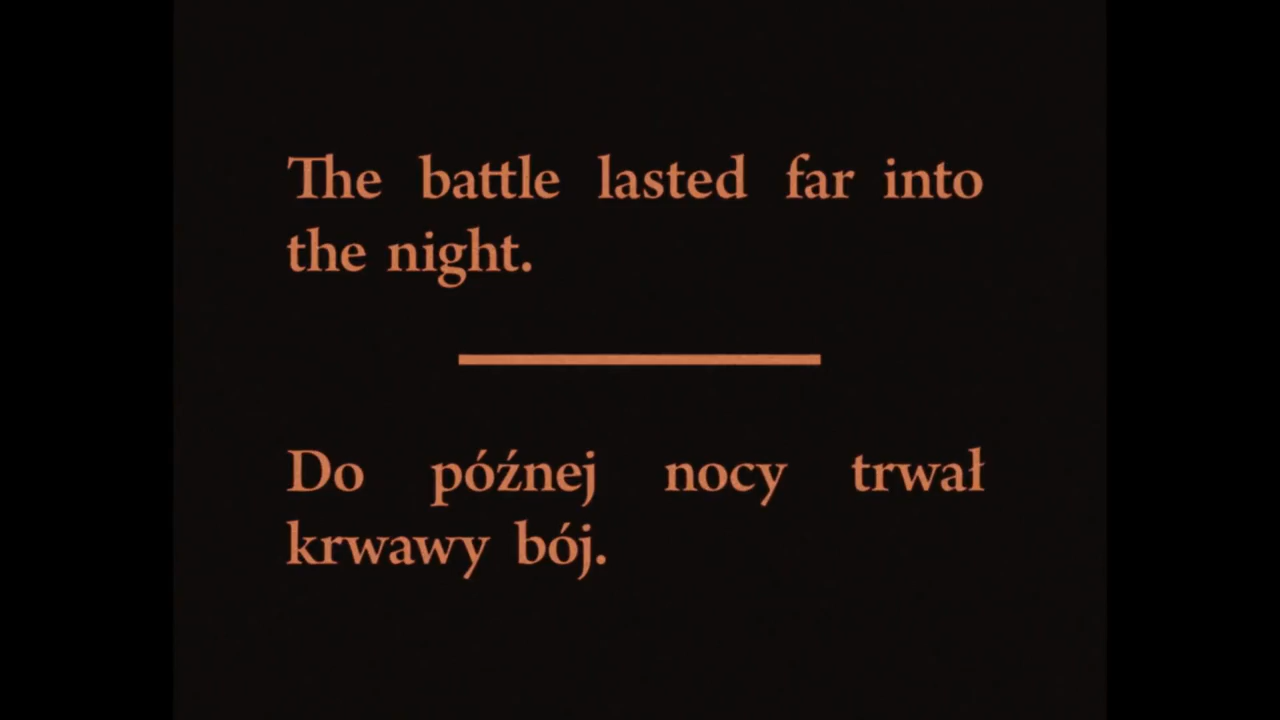 The battle lasted far into
the night.
Do późnej nocy trwał
krwawy bój.